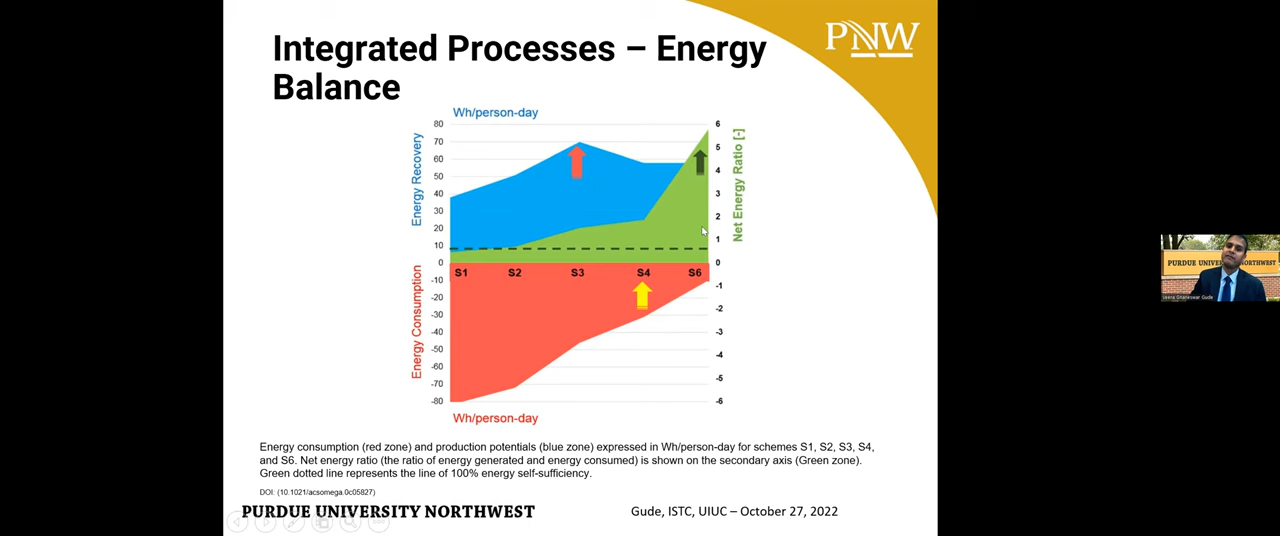 Integrated Processes – Energy
Balance
PNW
Wh/person-day
Energy Recovery
80
70
60
50
40
30
20
10
0
-10
-20
-30
-40
-50
-60
-70
-80
Energy Consumption
S1 S2 S3 S4 S6
6
5
4
3
2
1
0
-1
-2
-3
-4
-5
-6
Net Energy Ratio [-]
Wh/person-day
Energy consumption (red zone) and production potentials (blue zone) expressed in Wh/person-day for schemes S1, S2, S3, S4,
and S6. Net energy ratio (the ratio of energy generated and energy consumed) is shown on the secondary axis (Green zone).
Green dotted line represents the line of 100% energy self-sufficiency.
DOI: (10.1021/acsomega.0c05827)
PURDUE UNIVERSITY NORTHWEST
Gude, ISTC, UIUC – October 27, 2022
PURDUE UNIVER NORTHWEST
Gnaneswar Gude